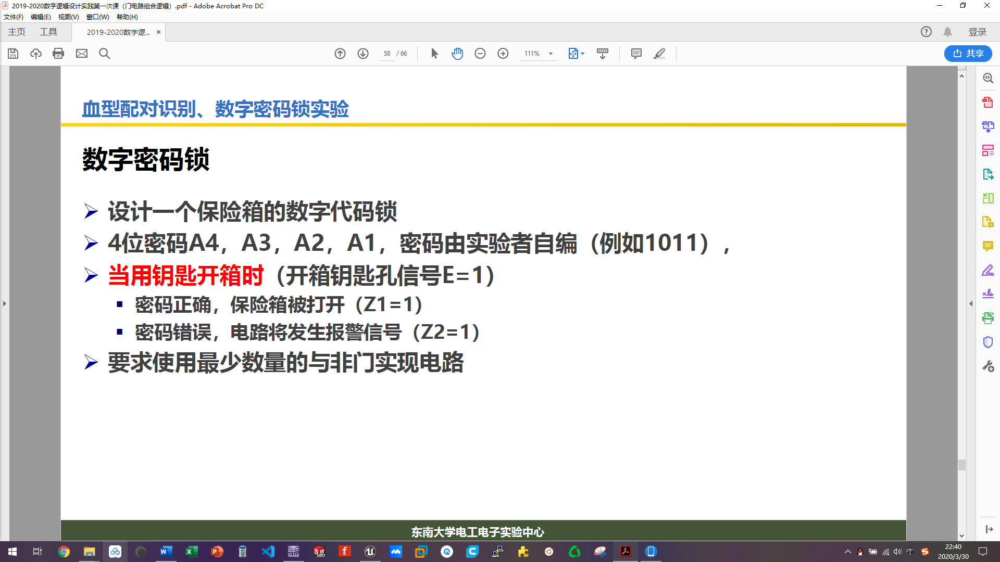 2019-2020数字逻辑设计实践第一次课（门电路组合逻辑）.pdf - Adobe Acrobat Pro DC
文件(F) 编辑(E) 视图(V) 窗口(W) 帮助(H)
主页 工具 2019-2020数字逻... × 登录
58 / 66 111% 共享
血型配对识别、数字密码锁实验
数字密码锁
设计一个保险箱的数字代码锁
4位密码A4，A3，A2，A1，密码由实验者自编（例如1011），
当用钥匙开箱时（开箱钥匙孔信号E=1）
密码正确，保险箱被打开（Z1=1）
密码错误，电路将发生报警信号（Z2=1）
要求使用最少数量的与非门实现电路
东南大学电工电子实验中心
中 22:40
2020/3/30